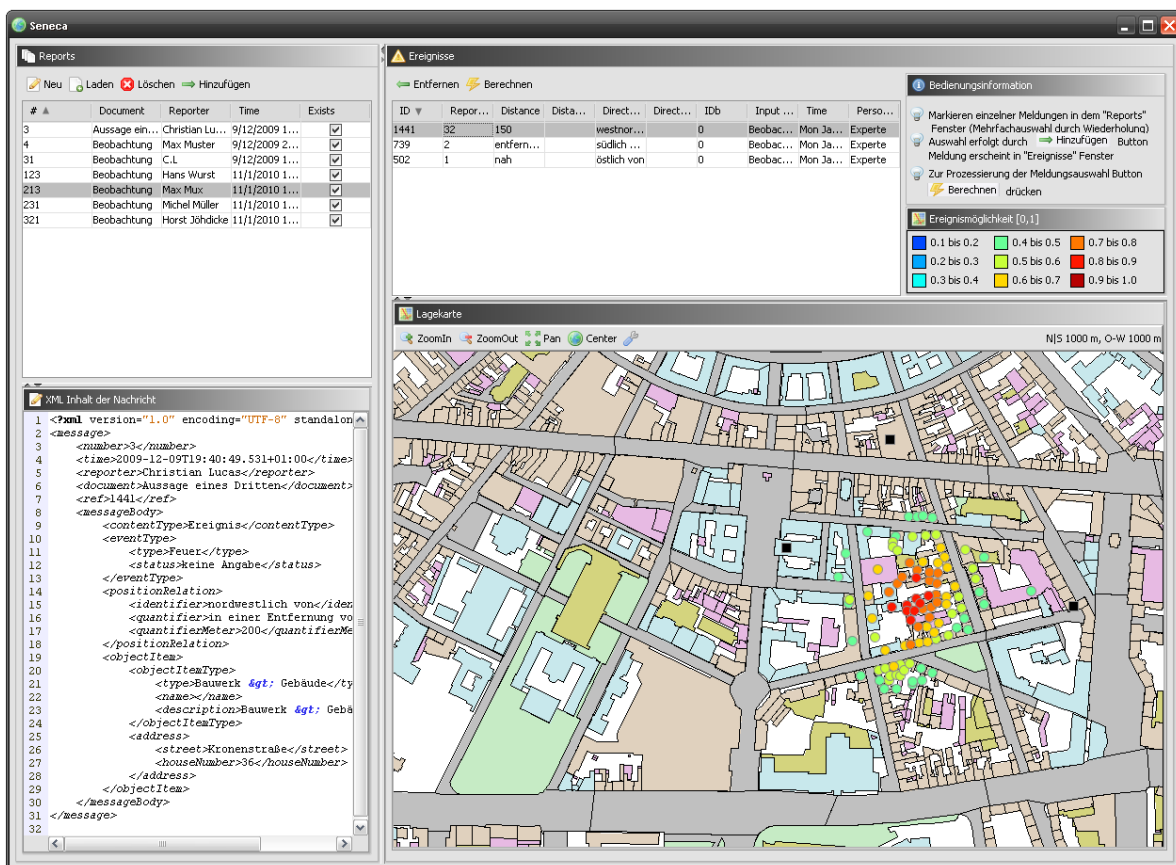 Seneca
Reports
Neu Laden Löschen Hinzufügen
# Document Reporter Time Exists
3 Aussage ein... Christian Lu... 9/12/2009 1...
4 Beobachtung Max Muster 9/12/2009 2...
31 Beobachtung C.L 9/12/2009 1...
123 Beobachtung Hans Wurst 11/1/2010 1...
213 Beobachtung Max Mux 11/1/2010 1...
231 Beobachtung Michel Müller 11/1/2010 1...
321 Beobachtung Horst Jöhdicke 11/1/2010 1...
XML Inhalt der Nachricht
1 <?xml version="1.0" encoding="UTF-8" standalon
2 <message>
3 <number>3</number>
4 <time>2009-12-09T19:40:49.531+01:00</time>
5 <reporter>Christian Lucas</reporter>
6 <document>Aussage eines Dritten</document>
7 <ref>1441</ref>
8 <messageBody>
9 <contentType>Ereignis</contentType>
10 <eventType>
11 <type>Feuer</type>
12 <status>keine Angabe</status>
13 </eventType>
14 <positionRelation>
15 <identifier>nordwestlich von</iden
16 <quantifier>in einer Entfernung vo
17 <quantifierMeter>200</quantifierMe
18 </positionRelation>
19 <objectItem>
20 <objectItemType>
21 <type>Bauwerk &gt; Gebäude</ty
22 <name></name>
23 <description>Bauwerk &gt; Gebä
24 </objectItemType>
25 <address>
26 <street>Kronenstraße</street>
27 <houseNumber>36</houseNumber>
28 </address>
29 </objectItem>
30 </messageBody>
31 </message>
32
Ereignisse
Entfernen Berechnen
ID Repor... Distance Dista... Direct... Direct... IDb Input ... Time Perso...
1441 32 150 westnor... 0 Beobac... Mon Ja... Experte
739 2 entfern... südlich ... 0 Beobac... Mon Ja... Experte
502 1 nah östlich von 0 Beobac... Mon Ja... Experte
Bedienungsinformation
Markieren einzelner Meldungen in dem "Reports"
Fenster (Mehrfachauswahl durch Wiederholung)
Auswahl erfolgt durch Hinzufügen Button
Meldung erscheint in "Ereignisse" Fenster
Zur Prozessierung der Meldungsauswahl Button
Berechnen drücken
Ereignismöglichkeit [0,1]
0.1 bis 0.2 0.4 bis 0.5 0.7 bis 0.8
0.2 bis 0.3 0.5 bis 0.6 0.8 bis 0.9
0.3 bis 0.4 0.6 bis 0.7 0.9 bis 1.0
Lagekarte
ZoomIn ZoomOut Pan Center N|S 1000 m, O-W 1000 m